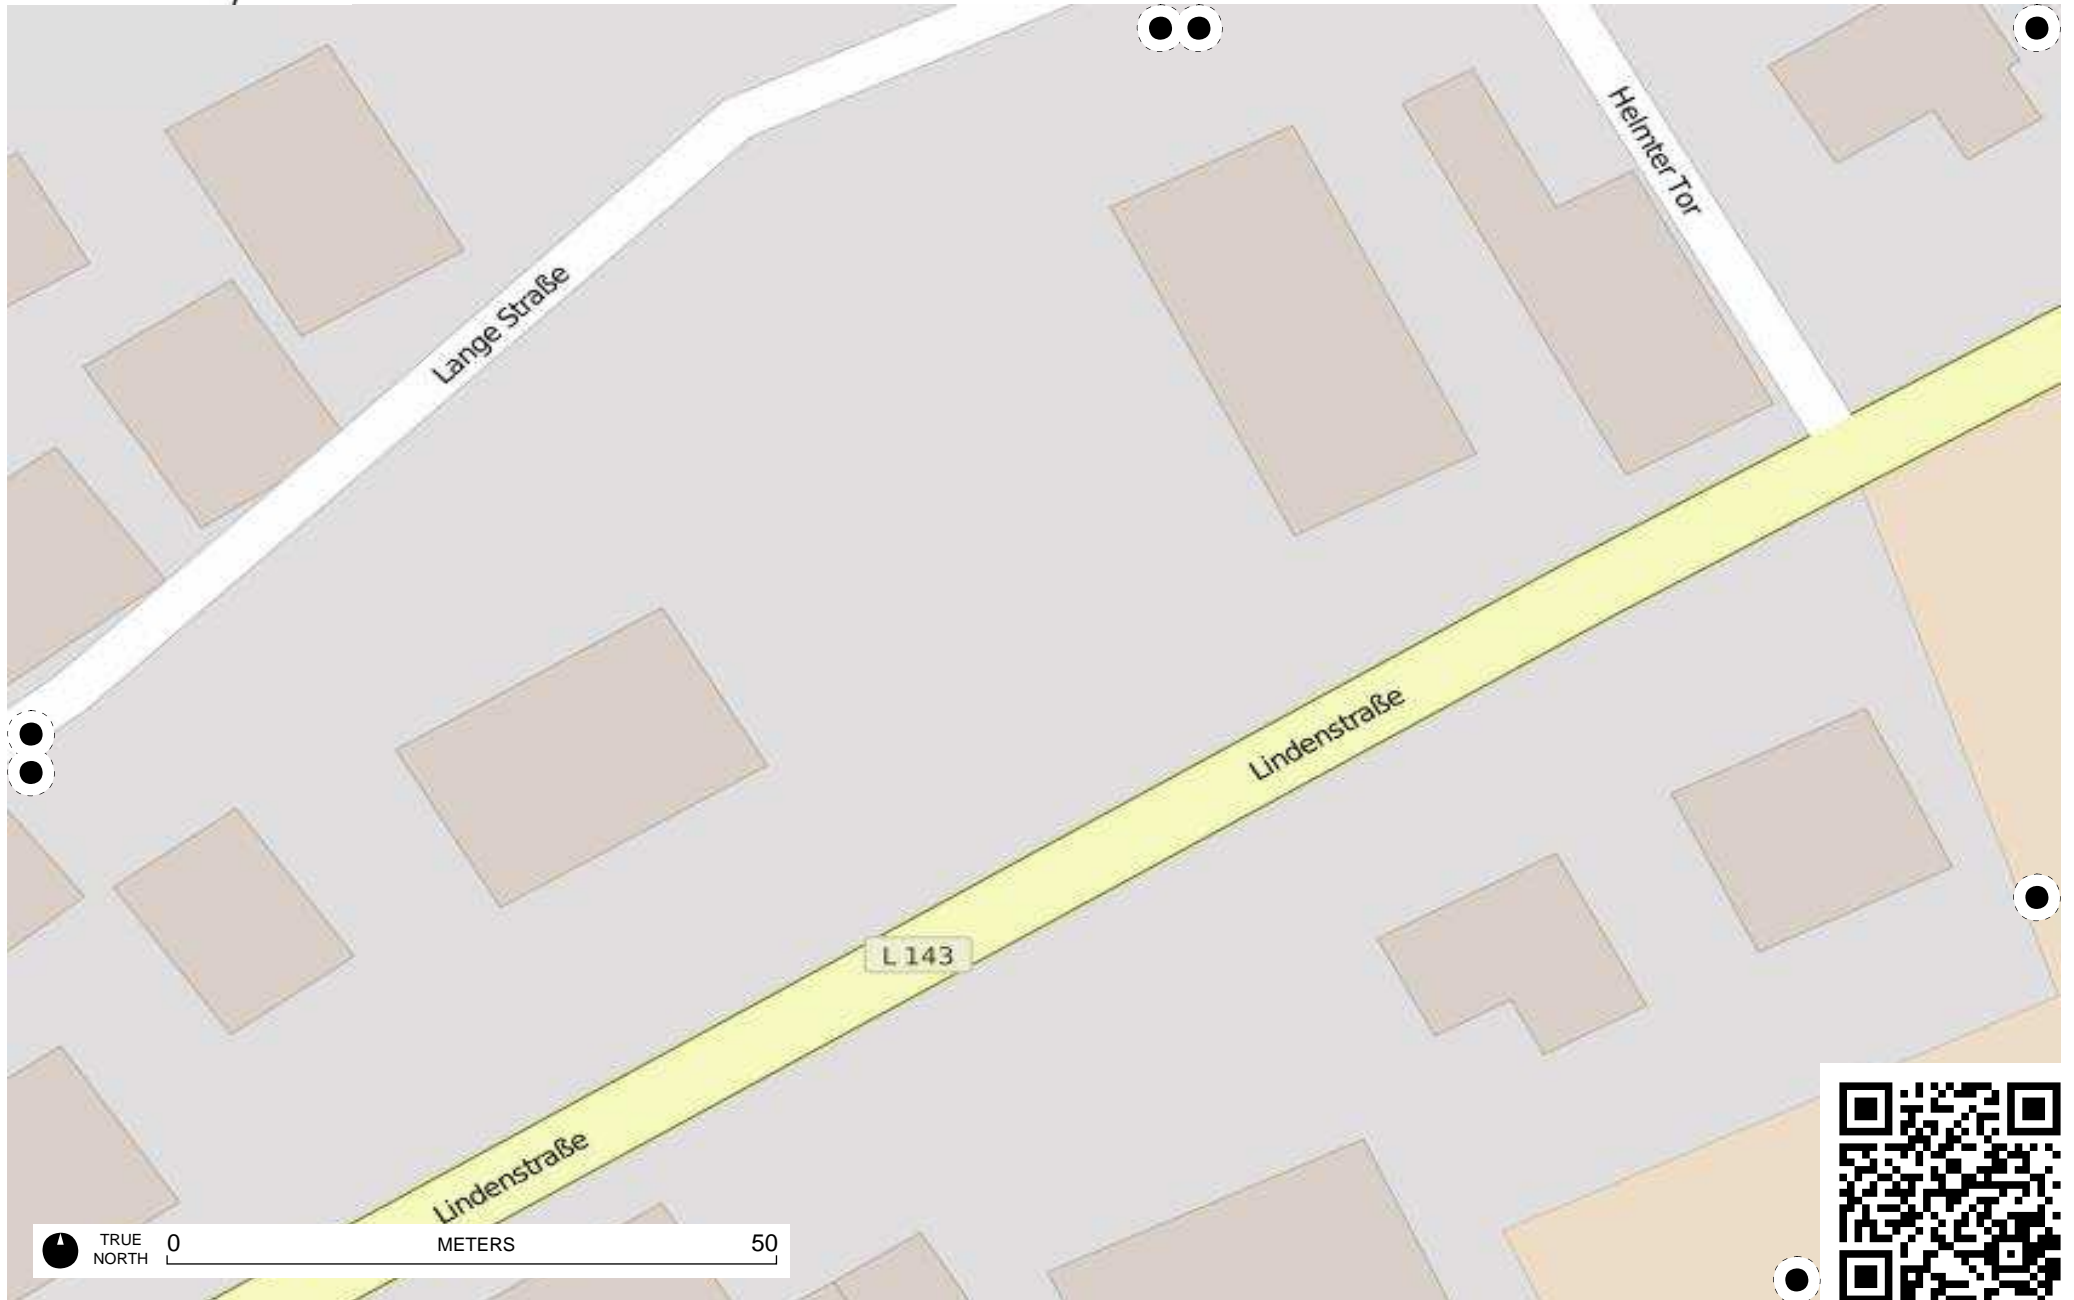 Helmter Tor
Lange Straße
Lindenstraße
L 143
Lindenstraße
TRUE
NORTH
0
METERS
50